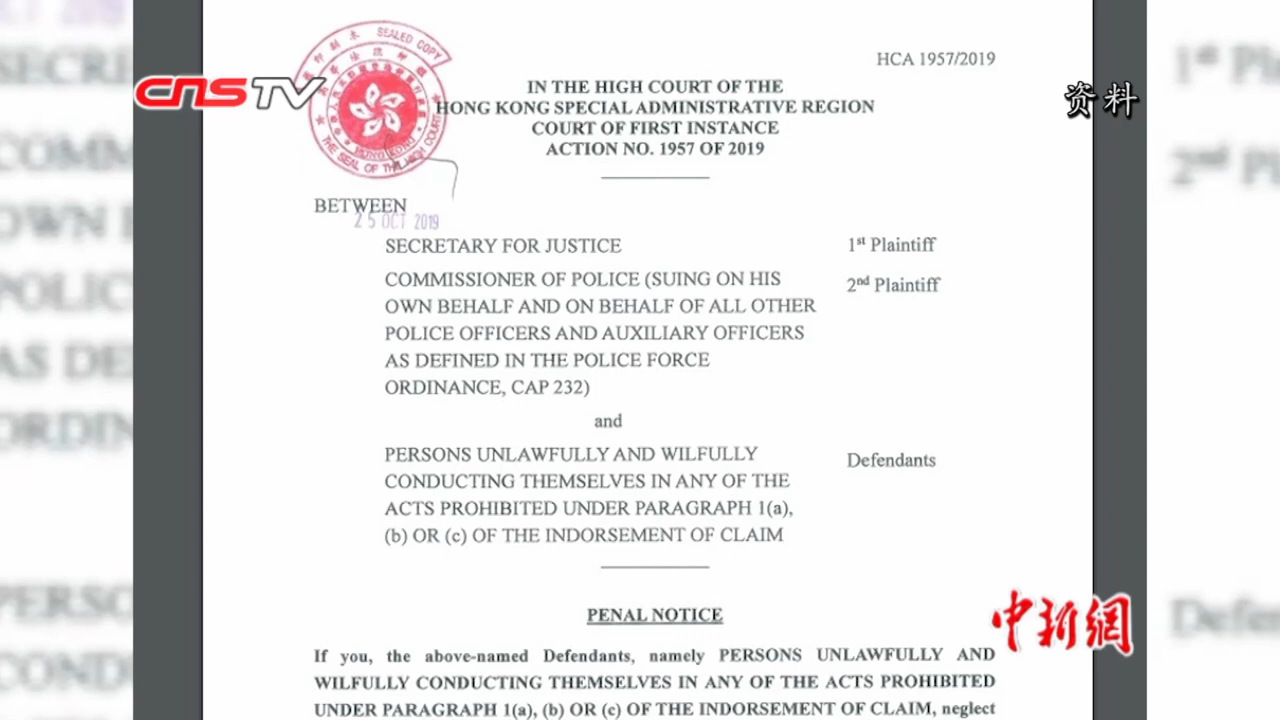 CNSTV
资料
SEALED COPY
THE SEAL OF THE HIGH COURT
HCA 1957/2019
IN THE HIGH COURT OF THE
HONG KONG SPECIAL ADMINISTRATIVE REGION
COURT OF FIRST INSTANCE
ACTION NO. 1957 OF 2019
BETWEEN
25 OCT 2019
SECRETARY FOR JUSTICE 1st Plaintiff
COMMISSIONER OF POLICE (SUING ON HIS 2nd Plaintiff
OWN BEHALF AND ON BEHALF OF ALL OTHER
POLICE OFFICERS AND AUXILIARY OFFICERS
AS DEFINED IN THE POLICE FORCE
ORDINANCE, CAP 232)
and
PERSONS UNLAWFULLY AND WILFULLY Defendants
CONDUCTING THEMSELVES IN ANY OF THE
ACTS PROHIBITED UNDER PARAGRAPH 1(a),
(b) OR (c) OF THE INDORSEMENT OF CLAIM
PENAL NOTICE
If you, the above-named Defendants, namely PERSONS UNLAWFULLY AND
WILFULLY CONDUCTING THEMSELVES IN ANY OF THE ACTS PROHIBITED
UNDER PARAGRAPH 1(a), (b) OR (c) OF THE INDORSEMENT OF CLAIM, neglect
中新網